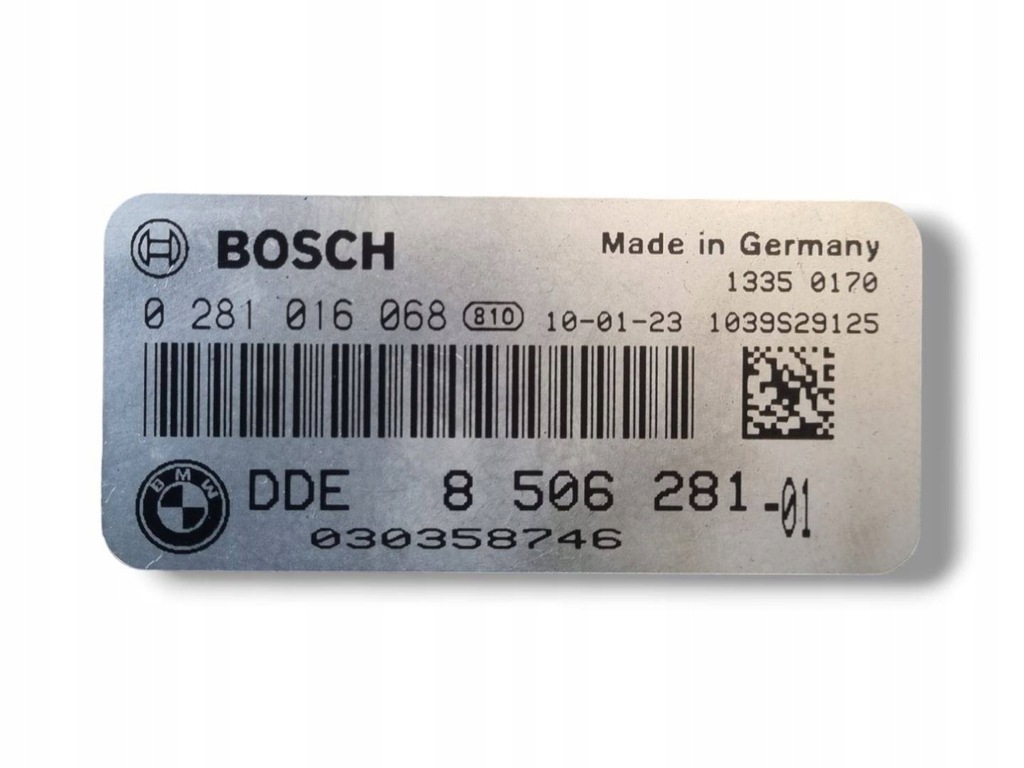 BOSCH
Made in Germany
1335 0170
0 281 016 068 810 10-01-23 1039S29125
BMW
DDE 8 506 281-01
030358746